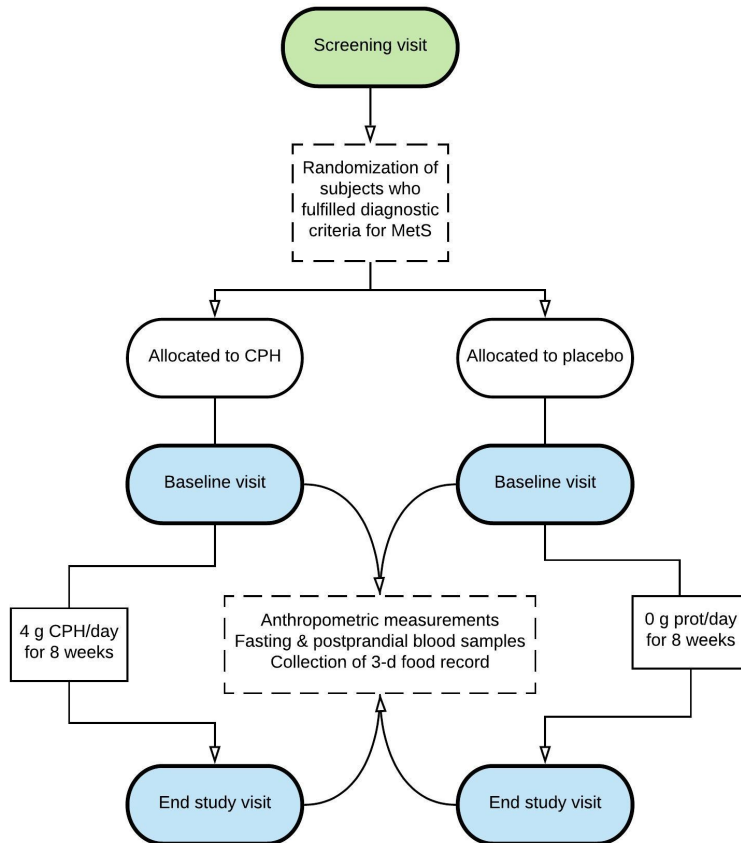 Screening visit
Randomization of
subjects who
fulfilled diagnostic
criteria for MetS
Allocated to CPH
Allocated to placebo
Baseline visit
Baseline visit
4 g CPH/day
for 8 weeks
Anthropometric measurements
Fasting & postprandial blood samples
Collection of 3-d food record
0 g prot/day
for 8 weeks
End study visit
End study visit